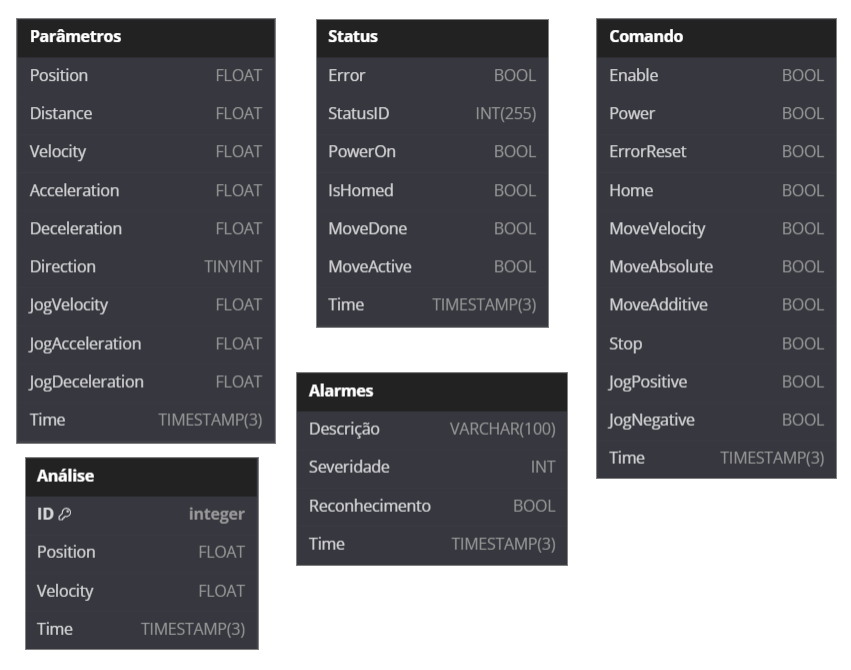 Parâmetros
Position FLOAT
Distance FLOAT
Velocity FLOAT
Acceleration FLOAT
Deceleration FLOAT
Direction TINYINT
JogVelocity FLOAT
JogAcceleration FLOAT
JogDeceleration FLOAT
Time TIMESTAMP(3)
Status
Error BOOL
StatusID INT(255)
PowerOn BOOL
IsHomed BOOL
MoveDone BOOL
MoveActive BOOL
Time TIMESTAMP(3)
Comando
Enable BOOL
Power BOOL
ErrorReset BOOL
Home BOOL
MoveVelocity BOOL
MoveAbsolute BOOL
MoveAdditive BOOL
Stop BOOL
JogPositive BOOL
JogNegative BOOL
Time TIMESTAMP(3)
Análise
ID integer
Position FLOAT
Velocity FLOAT
Time TIMESTAMP(3)
Alarmes
Descrição VARCHAR(100)
Severidade INT
Reconhecimento BOOL
Time TIMESTAMP(3)